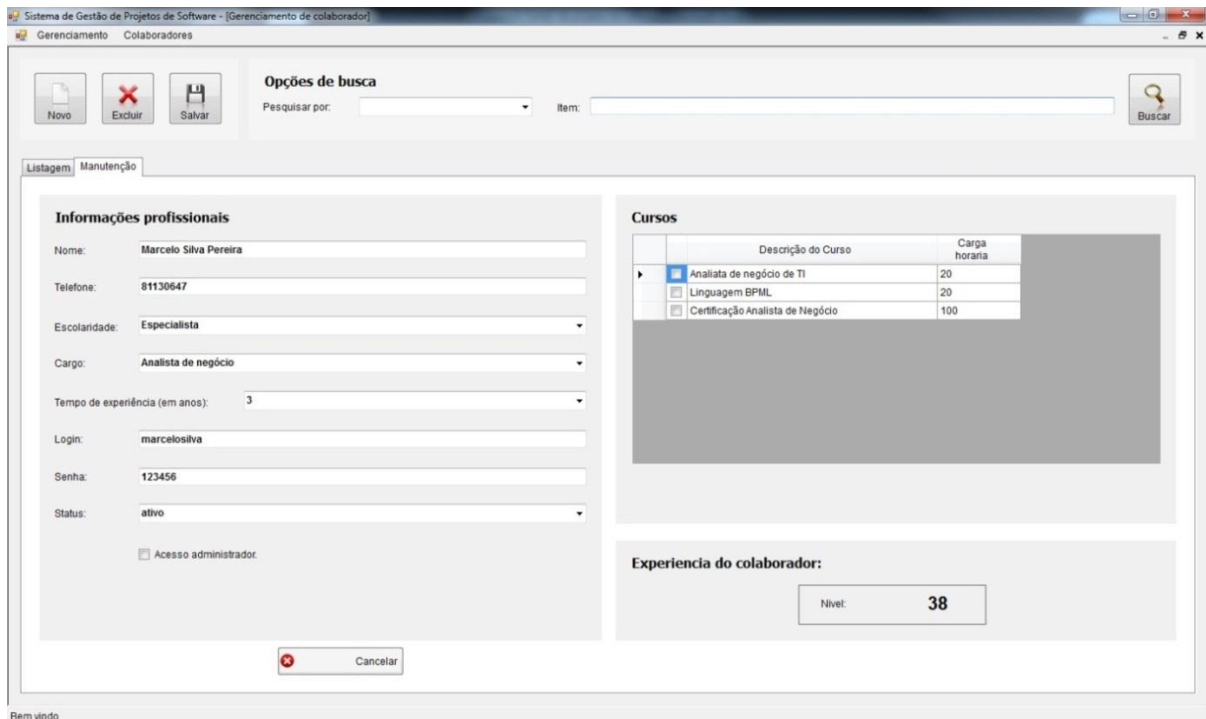 Sistema de Gestão de Projetos de Software - [Gerenciamento de colaborador]
Gerenciamento Colaboradores
Novo Excluir Salvar
Opções de busca
Pesquisar por: Item:
Buscar
Listagem Manutenção
Informações profissionais
Nome: Marcelo Silva Pereira
Telefone: 81130647
Escolaridade: Especialista
Cargo: Analista de negócio
Tempo de experiência (em anos): 3
Login: marcelosilva
Senha: 123456
Status: ativo
Acesso administrador.
Cancelar
Cursos
Descrição do Curso Carga
horaria
Analiata de negócio de TI 20
Linguagem BPML 20
Certificação Analista de Negócio 100
Experiencia do colaborador:
Nivel: 38
Bem vindo